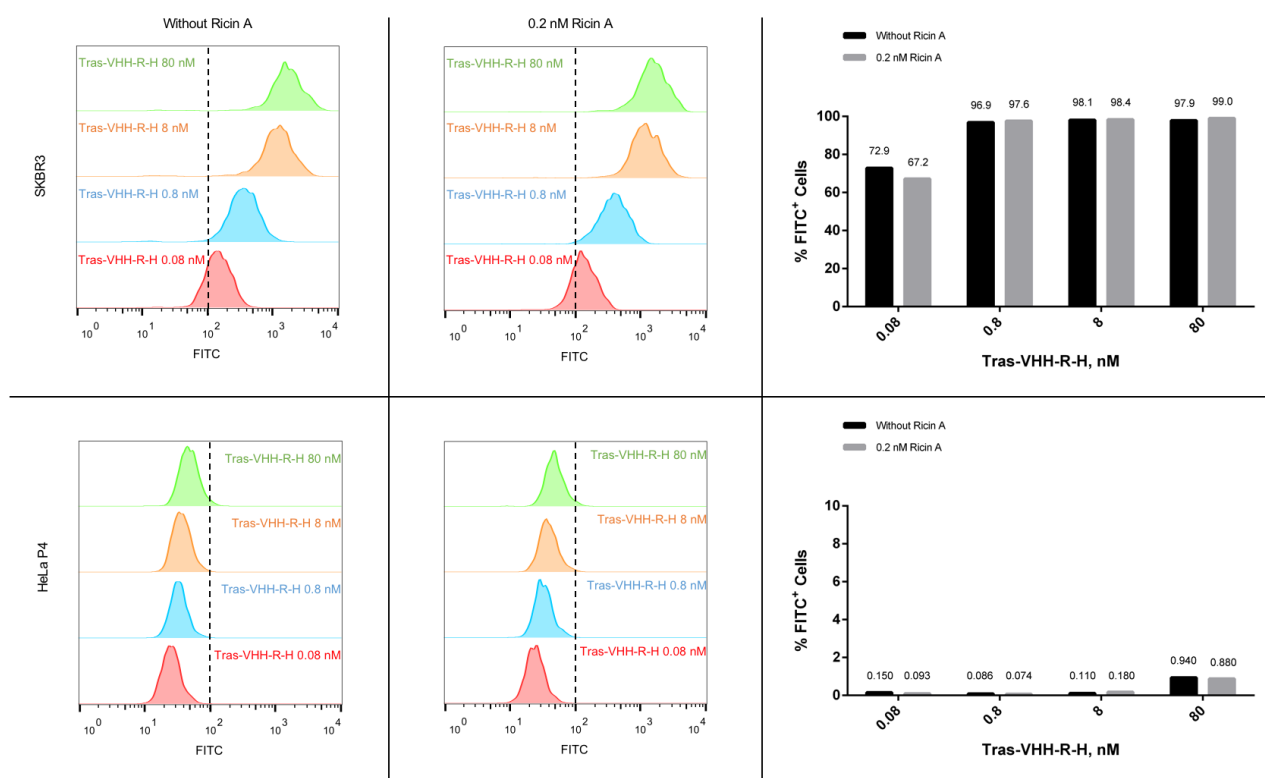 Without Ricin A
0.2 nM Ricin A
SKBR3
Tras-VHH-R-H 80 nM
Tras-VHH-R-H 8 nM
Tras-VHH-R-H 0.8 nM
Tras-VHH-R-H 0.08 nM
10^0 10^1 10^2 10^3 10^4
FITC
Tras-VHH-R-H 80 nM
Tras-VHH-R-H 8 nM
Tras-VHH-R-H 0.8 nM
Tras-VHH-R-H 0.08 nM
10^0 10^1 10^2 10^3 10^4
FITC
Without Ricin A
0.2 nM Ricin A
% FITC^+ Cells
100
80
60
40
20
0
72.9 67.2 96.9 97.6 98.1 98.4 97.9 99.0
0.08 0.8 8 80
Tras-VHH-R-H, nM
HeLa P4
Tras-VHH-R-H 80 nM
Tras-VHH-R-H 8 nM
Tras-VHH-R-H 0.8 nM
Tras-VHH-R-H 0.08 nM
10^0 10^1 10^2 10^3 10^4
FITC
Tras-VHH-R-H 80 nM
Tras-VHH-R-H 8 nM
Tras-VHH-R-H 0.8 nM
Tras-VHH-R-H 0.08 nM
10^0 10^1 10^2 10^3 10^4
FITC
Without Ricin A
0.2 nM Ricin A
% FITC^+ Cells
10
8
6
4
2
0
0.150 0.093 0.086 0.074 0.110 0.180 0.940 0.880
0.08 0.8 8 80
Tras-VHH-R-H, nM